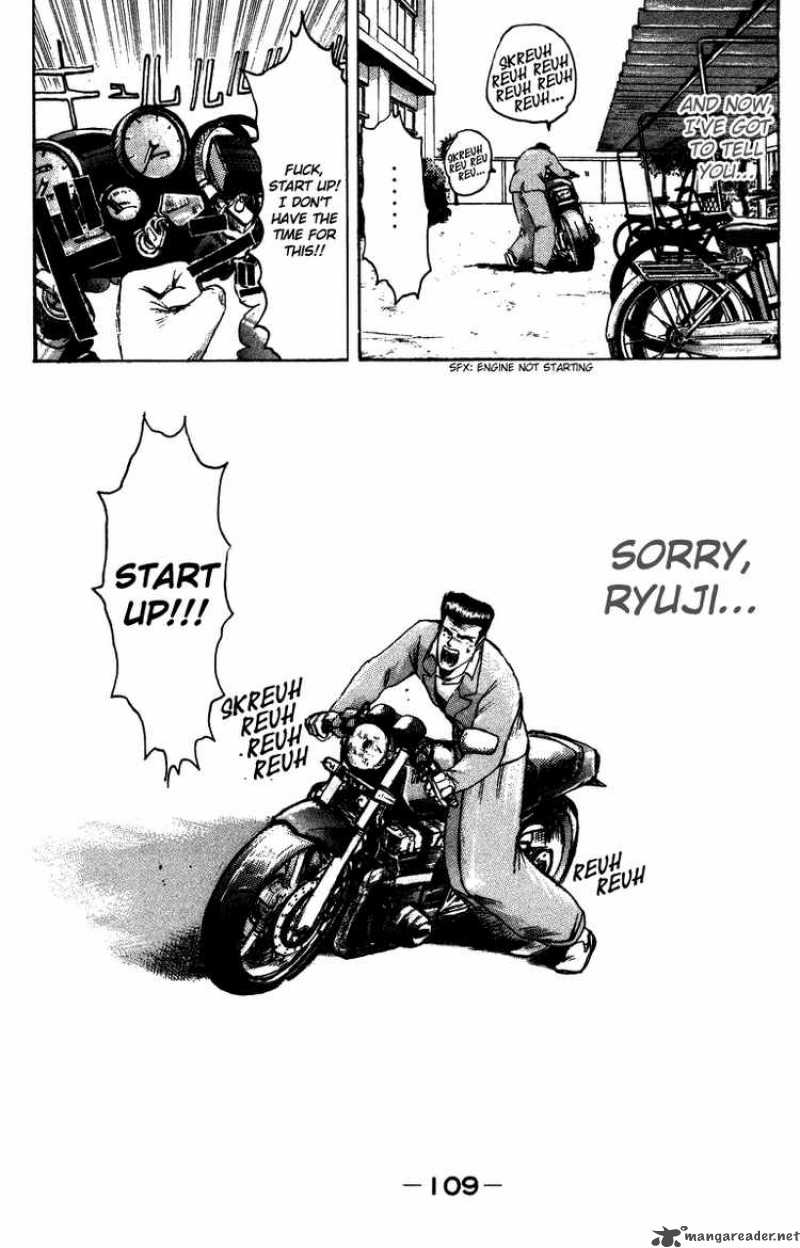 SKREUH
REUH REUH
REUH REUH
REUH...
SKREUH
REU REU
REU...
AND NOW,
I'VE GOT
TO TELL
YOU...
......
SFX: ENGINE NOT STARTING
キュルルルル
FUCK,
START UP!
I DON'T
HAVE THE
TIME FOR
THIS!!
SORRY,
RYUJI...
START
UP!!!
SKREUH
REUH
REUH
REUH
REUH
REUH
-109-
mangareader.net